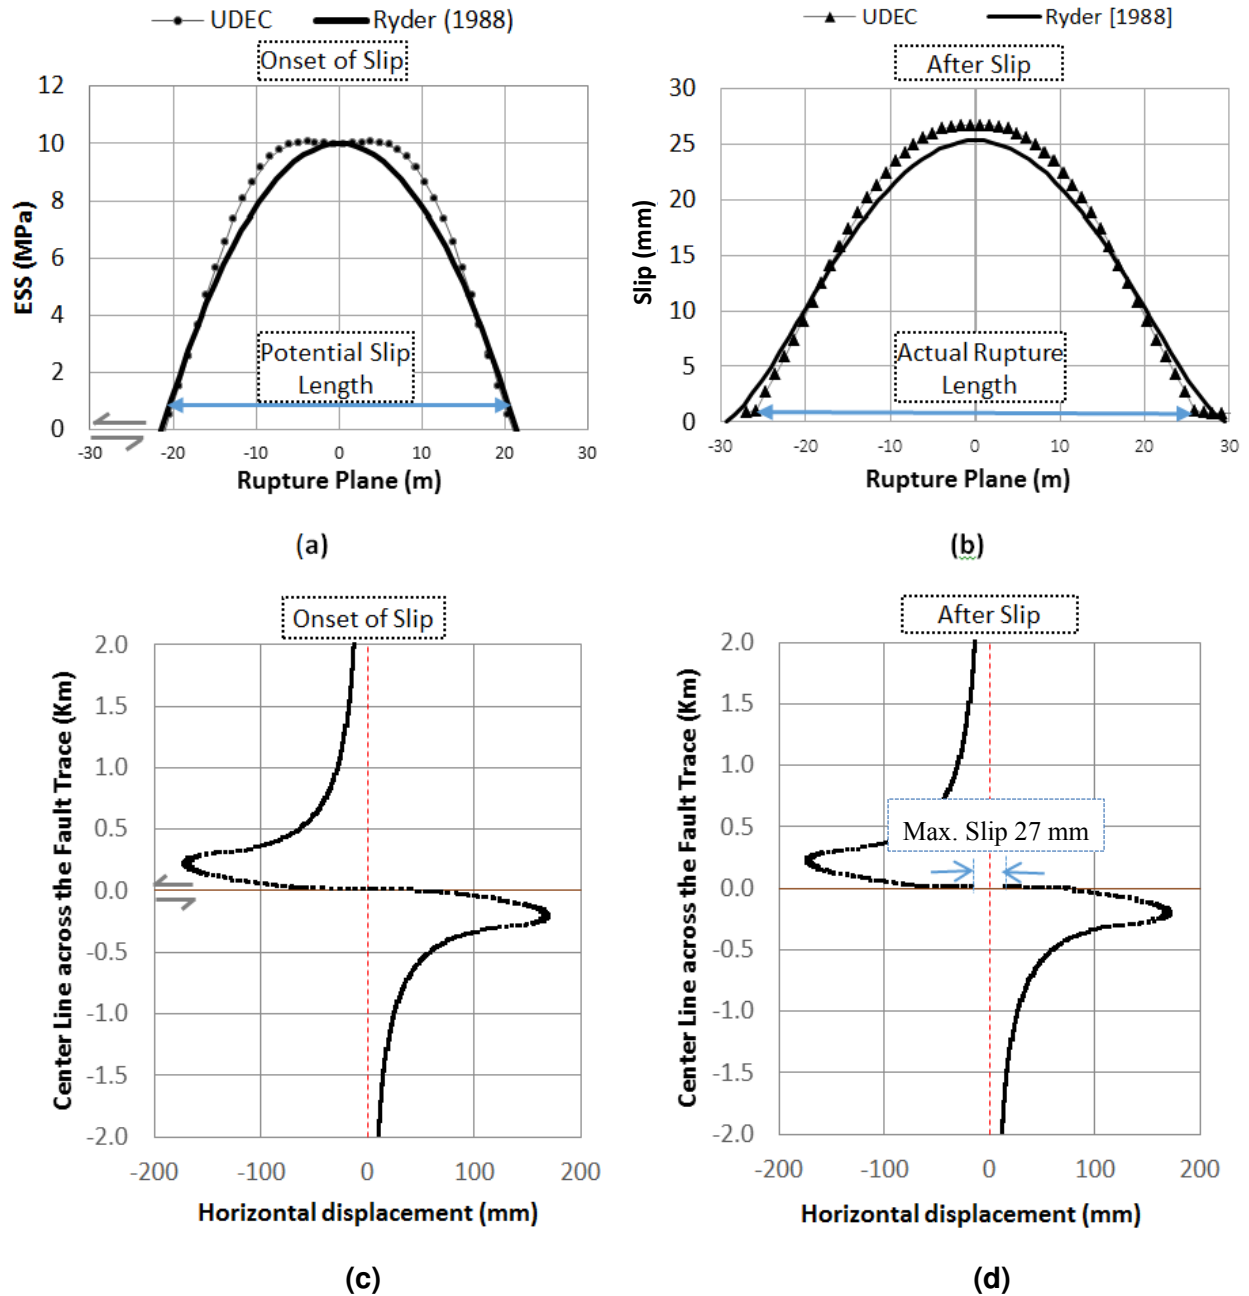 UDEC Ryder (1988)
Onset of Slip
12
10
8
6
4
2
0
ESS (MPa)
Potential Slip
Length
-30 -20 -10 0 10 20 30
Rupture Plane (m)
(a)
UDEC Ryder [1988]
After Slip
30
25
20
15
10
5
0
Slip (mm)
Actual Rupture
Length
-30 -20 -10 0 10 20 30
Rupture Plane (m)
(b)
Onset of Slip
2.0
1.5
1.0
0.5
0.0
-0.5
-1.0
-1.5
-2.0
Center Line across the Fault Trace (Km)
-200 -100 0 100 200
Horizontal displacement (mm)
(c)
After Slip
2.0
1.5
1.0
0.5
0.0
-0.5
-1.0
-1.5
-2.0
Center Line across the Fault Trace (Km)
Max. Slip 27 mm
-200 -100 0 100 200
Horizontal displacement (mm)
(d)